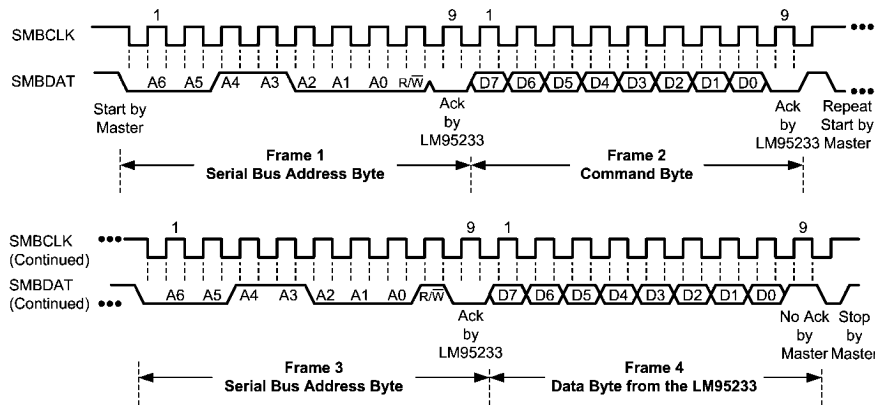 1 9 1 9
SMBCLK
SMBDAT A6 A5 A4 A3 A2 A1 A0 R/W̅ D7 D6 D5 D4 D3 D2 D1 D0
Start by
Master
Ack
by
LM95233
Ack
by
LM95233
Repeat
Start by
Master
Frame 1
Serial Bus Address Byte
Frame 2
Command Byte
1 9 1 9
SMBCLK
(Continued)
SMBDAT
(Continued)
A6 A5 A4 A3 A2 A1 A0 R/W̅ D7 D6 D5 D4 D3 D2 D1 D0
Ack
by
LM95233
No Ack
by
Master
Stop
by
Master
Frame 3
Serial Bus Address Byte
Frame 4
Data Byte from the LM95233